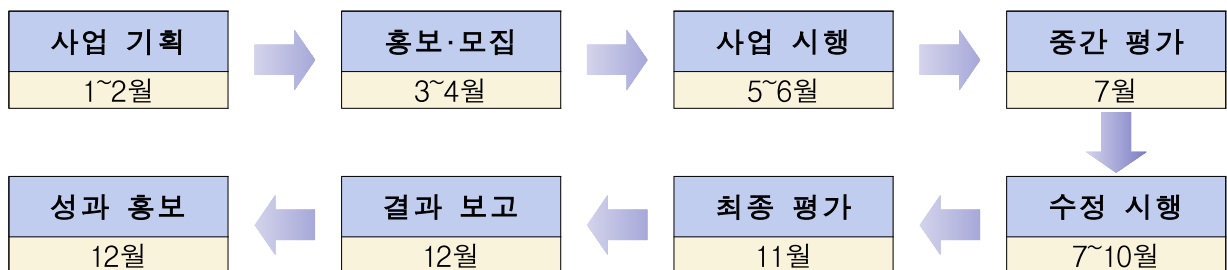 사업 기획
1~2월
홍보·모집
3~4월
사업 시행
5~6월
중간 평가
7월
수정 시행
7~10월
최종 평가
11월
결과 보고
12월
성과 홍보
12월